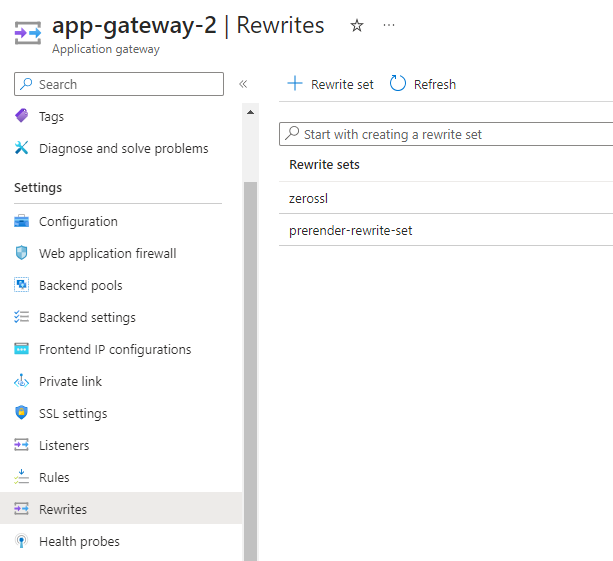 app-gateway-2 | Rewrites
Application gateway
Search
Tags
Diagnose and solve problems
Settings
Configuration
Web application firewall
Backend pools
Backend settings
Frontend IP configurations
Private link
SSL settings
Listeners
Rules
Rewrites
Health probes
Rewrite set
Refresh
Start with creating a rewrite set
Rewrite sets
zerossl
prerender-rewrite-set